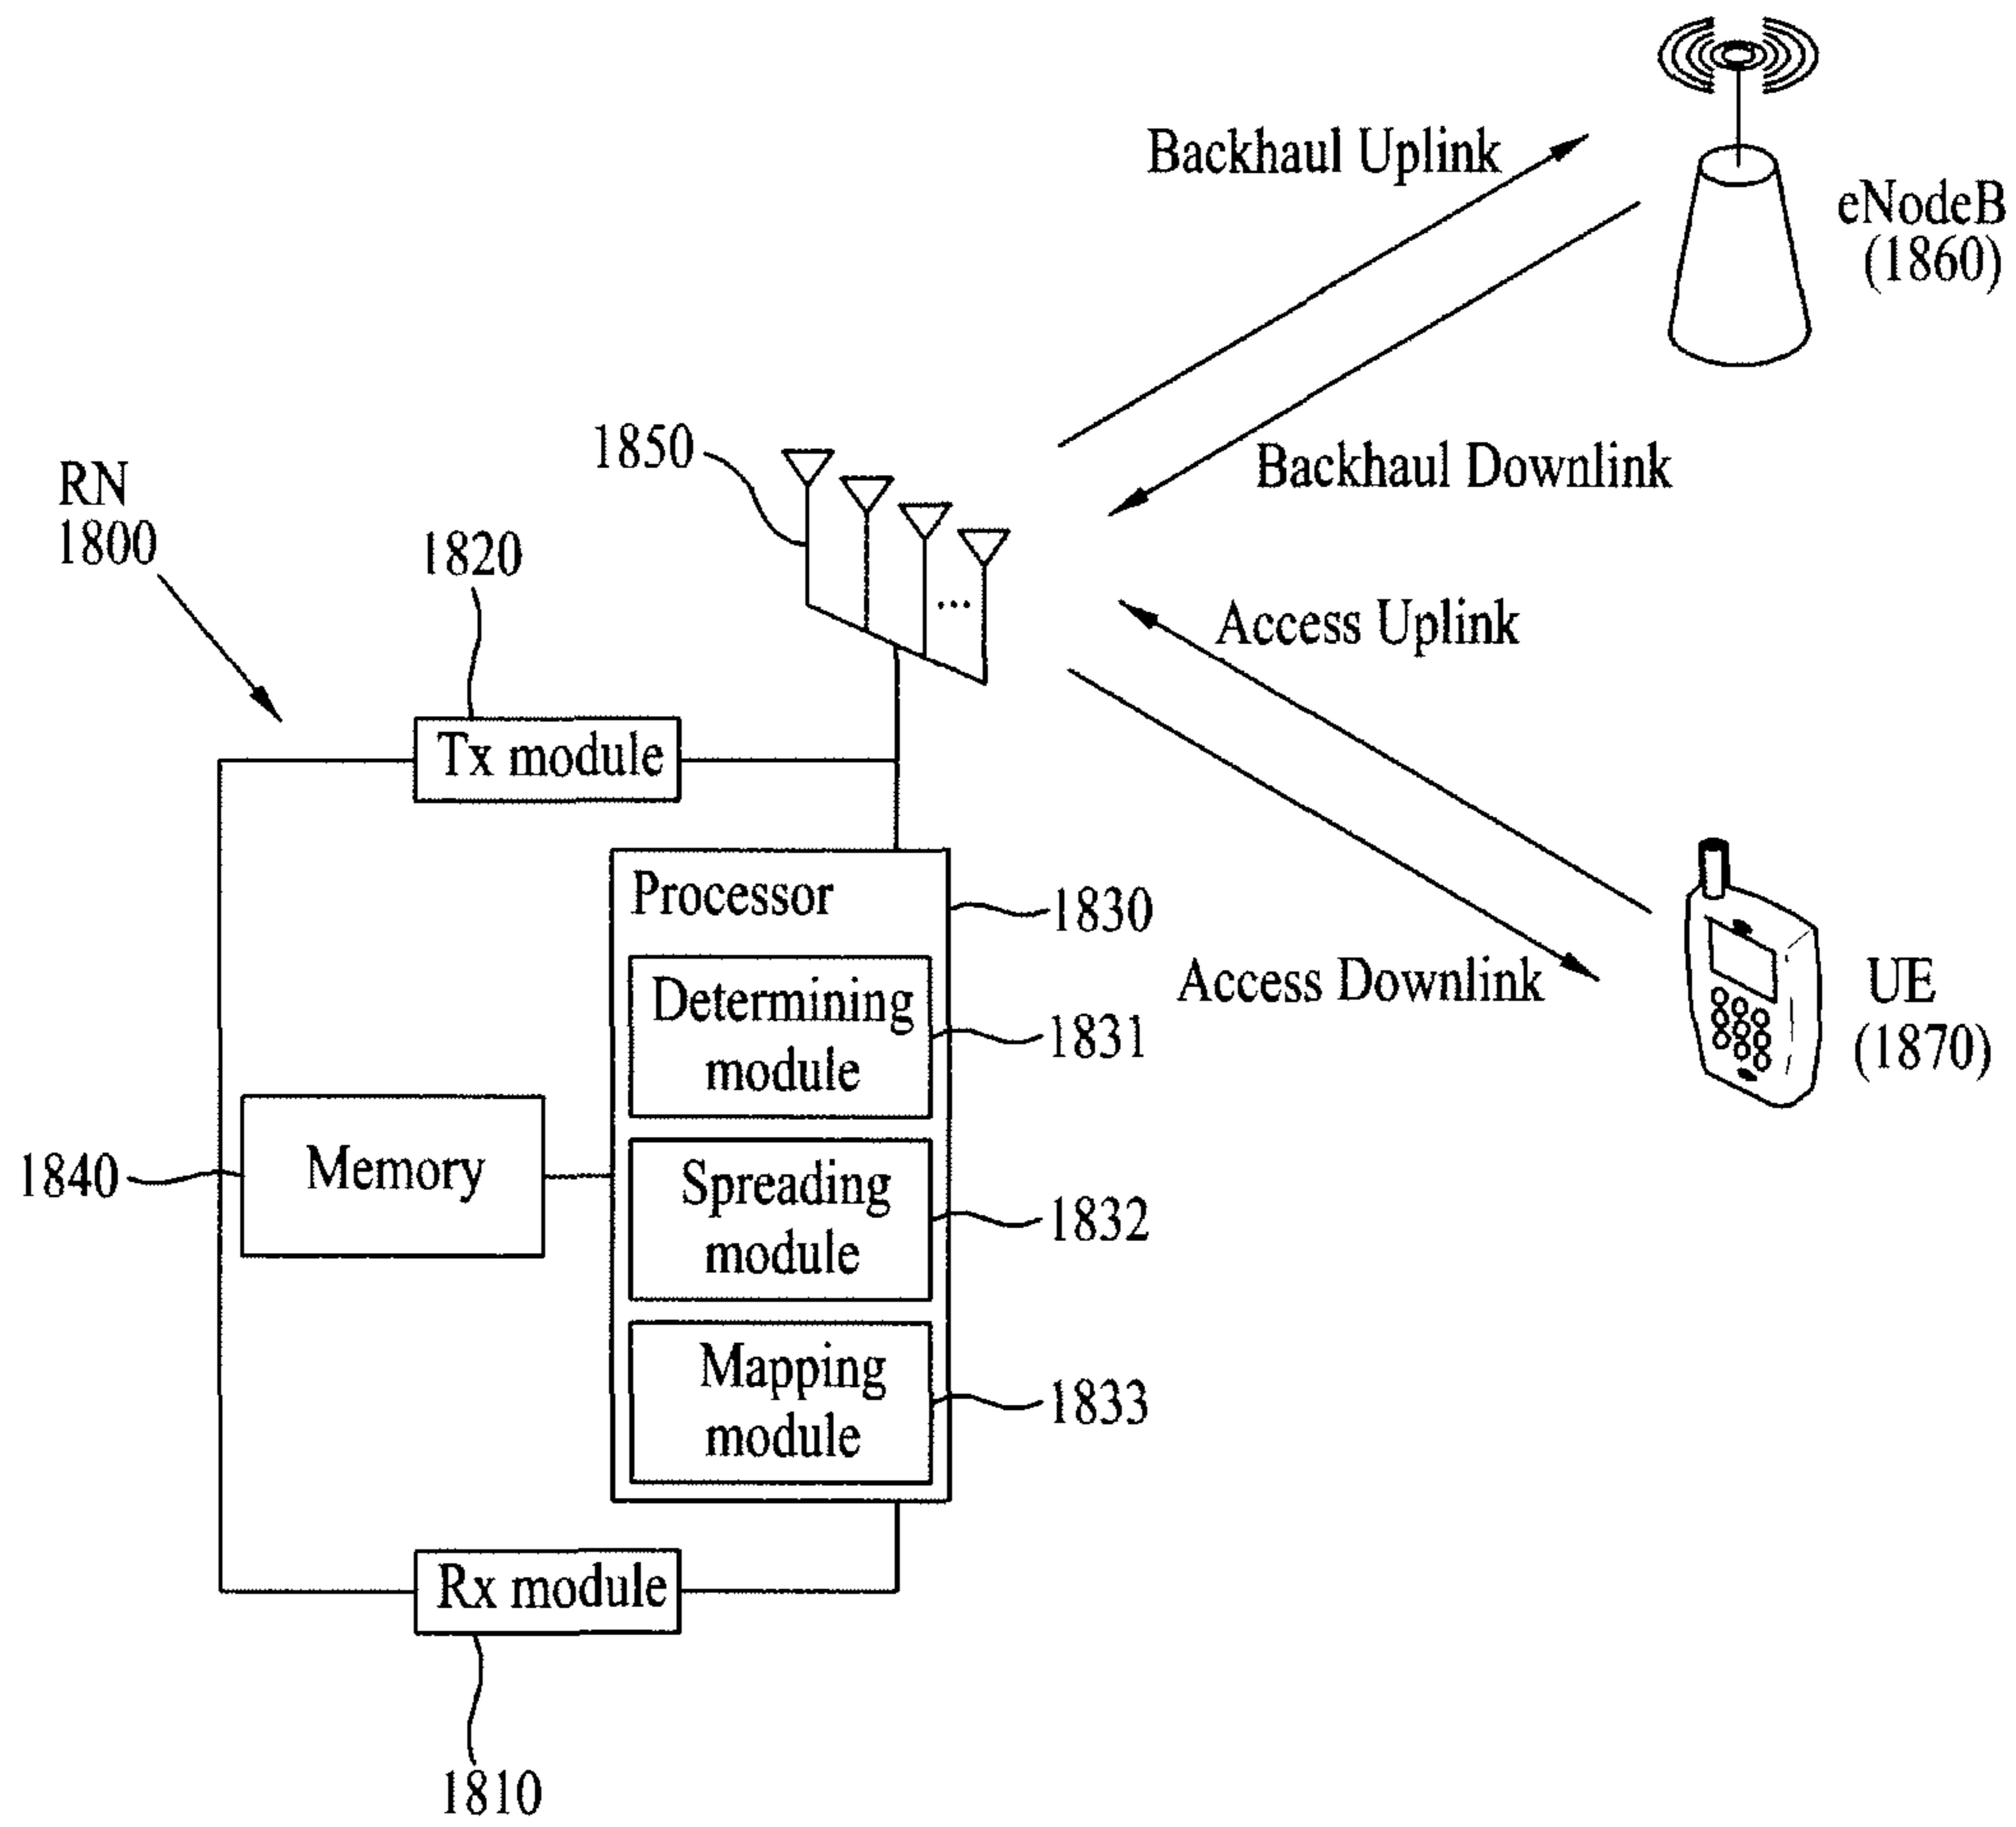 Backhaul Uplink
eNodeB
(1860)
Backhaul Downlink
1850
RN
1800
1820
Access Uplink
Tx module
Processor
1830
Determining
module
1831
Access Downlink
UE
(1870)
Memory
1840
Spreading
module
1832
Mapping
module
1833
Rx module
1810